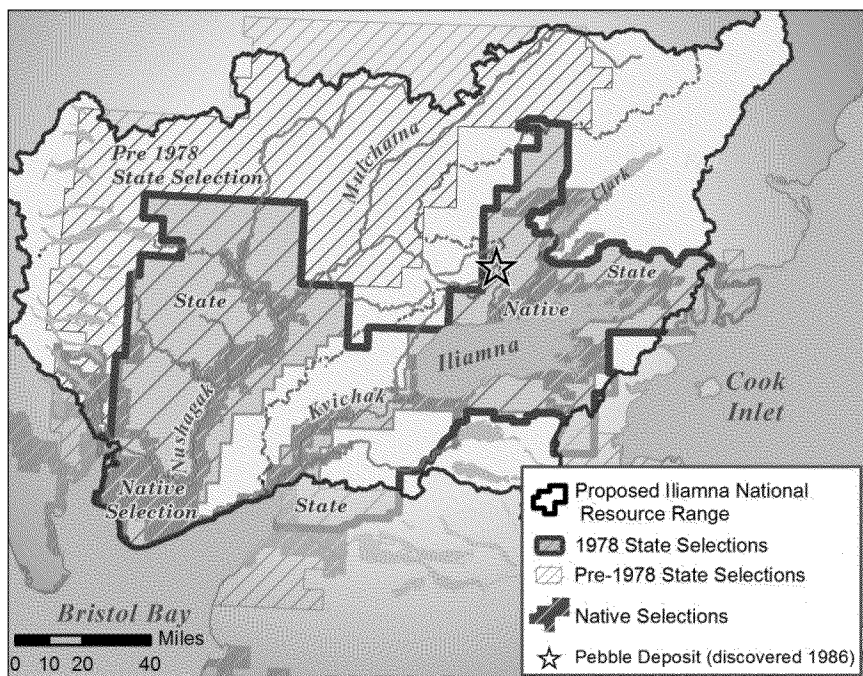 Pre 1978
State Selection
Mulchatna
Clark
State
State
Native
Iliamna
Kvichak
Nushagak
Cook
Inlet
Native
Selection
State
Bristol Bay
Miles
0 10 20 40
Proposed Iliamna National
Resource Range
1978 State Selections
Pre-1978 State Selections
Native Selections
Pebble Deposit (discovered 1986)